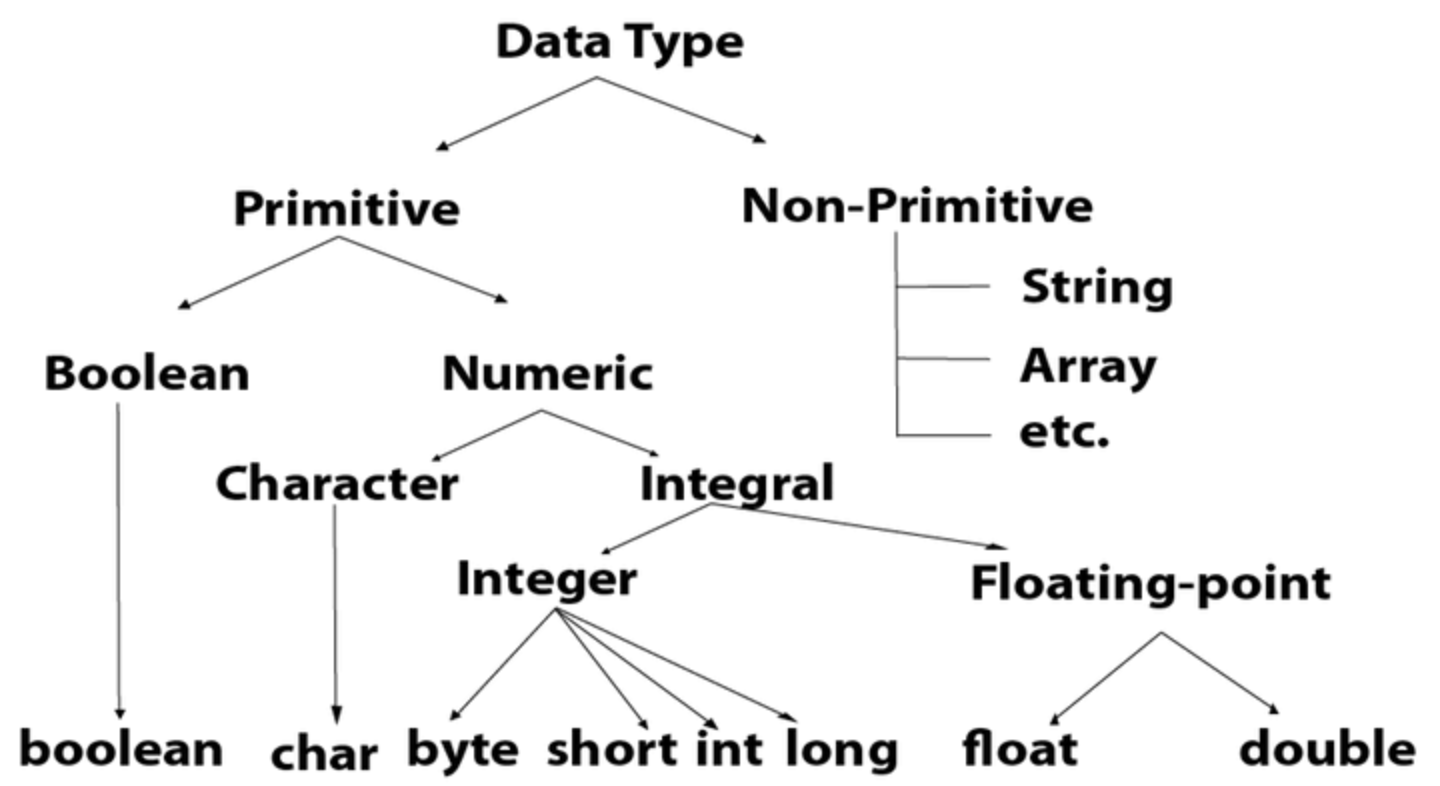 Data Type
Primitive
Non-Primitive
String
Array
etc.
Boolean
Numeric
Character
Integral
Integer
Floating-point
boolean
char
byte
short
int
long
float
double